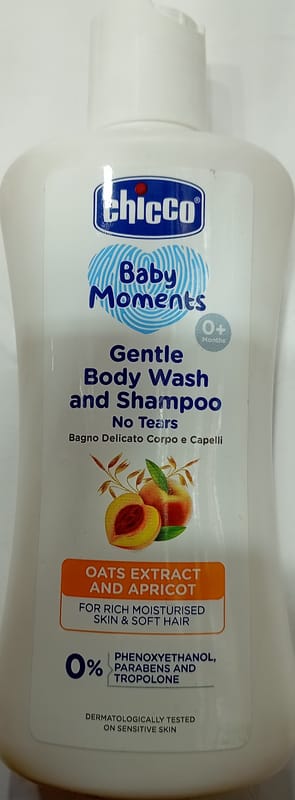 chicco®
Baby
Moments
0+
Months
Gentle
Body Wash
and Shampoo
No Tears
Bagno Delicato Corpo e Capelli
OATS EXTRACT
AND APRICOT
FOR RICH MOISTURISED
SKIN & SOFT HAIR
0% PHENOXYETHANOL,
PARABENS AND
TROPOLONE
DERMATOLOGICALLY TESTED
ON SENSITIVE SKIN